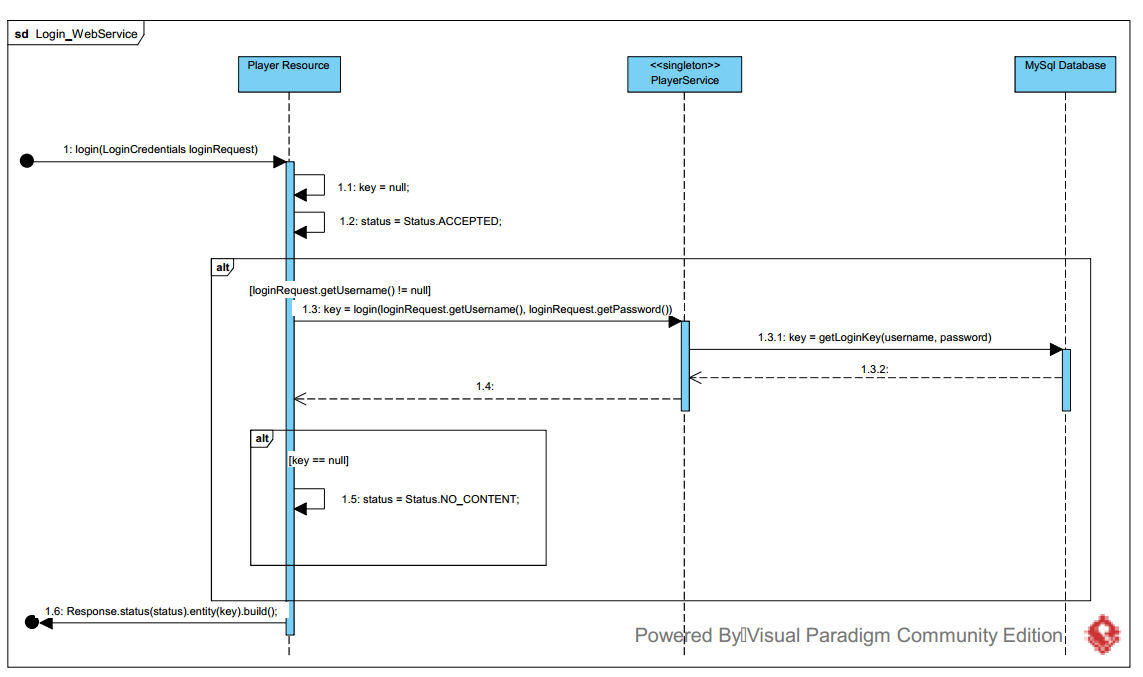 sd Login_WebService
Player Resource
<<singleton>>
PlayerService
MySql Database
1: login(LoginCredentials loginRequest)
1.1: key = null;
1.2: status = Status.ACCEPTED;
alt
[loginRequest.getUsername() != null]
1.3: key = login(loginRequest.getUsername(), loginRequest.getPassword())
1.3.1: key = getLoginKey(username, password)
1.3.2:
1.4:
alt
[key == null]
1.5: status = Status.NO_CONTENT;
1.6: Response.status(status).entity(key).build();
Powered By Visual Paradigm Community Edition